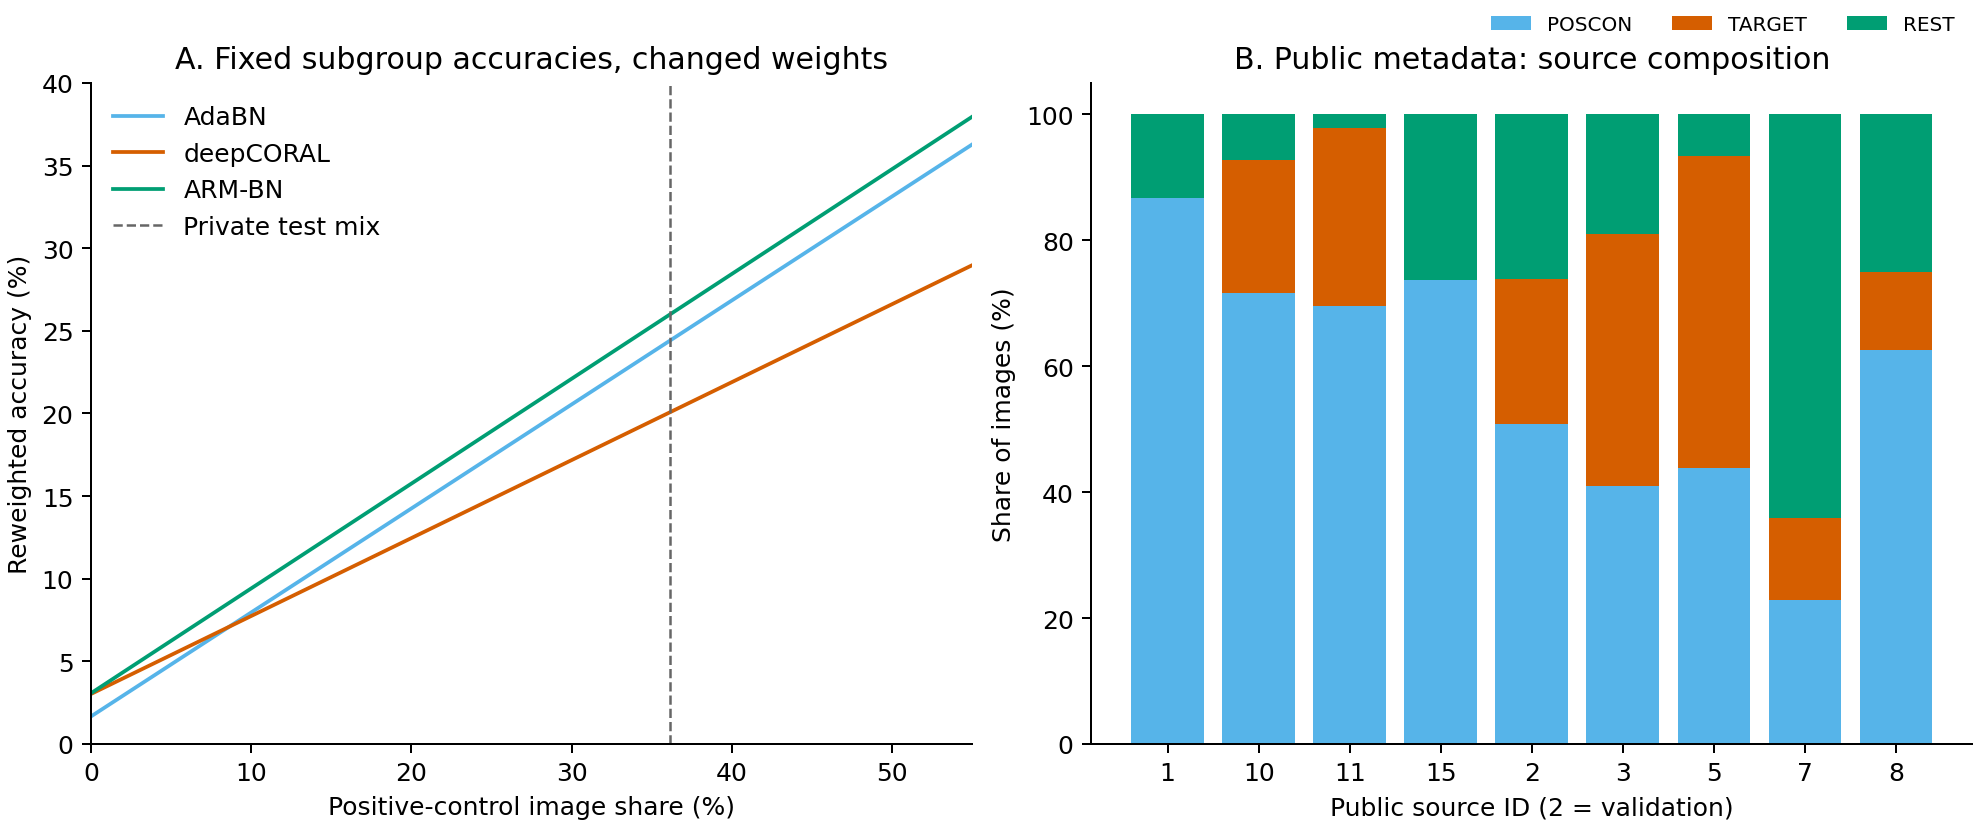 A. Fixed subgroup accuracies, changed weights
Reweighted accuracy (%)
40
35
30
25
20
15
10
5
0
AdaBN
deepCORAL
ARM-BN
Private test mix
0 10 20 30 40 50
Positive-control image share (%)
POSCON TARGET REST
B. Public metadata: source composition
Share of images (%)
100
80
60
40
20
0
1 10 11 15 2 3 5 7 8
Public source ID (2 = validation)